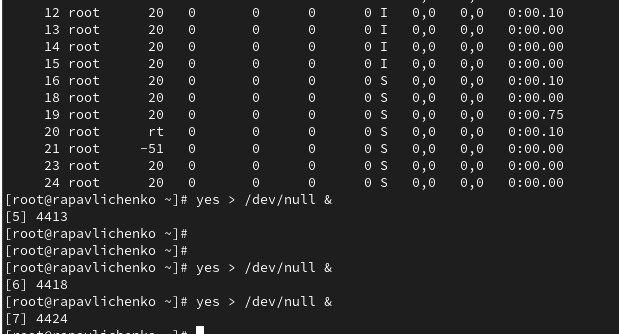 12 root 20 0 0 0 0 I 0,0 0,0 0:00.10
13 root 20 0 0 0 0 I 0,0 0,0 0:00.00
14 root 20 0 0 0 0 I 0,0 0,0 0:00.00
15 root 20 0 0 0 0 I 0,0 0,0 0:00.00
16 root 20 0 0 0 0 S 0,0 0,0 0:00.10
18 root 20 0 0 0 0 S 0,0 0,0 0:00.00
19 root 20 0 0 0 0 S 0,0 0,0 0:00.75
20 root rt 0 0 0 0 S 0,0 0,0 0:00.10
21 root -51 0 0 0 0 S 0,0 0,0 0:00.00
23 root 20 0 0 0 0 S 0,0 0,0 0:00.00
24 root 20 0 0 0 0 S 0,0 0,0 0:00.00
[root@rapavlichenko ~]# yes > /dev/null &
[5] 4413
[root@rapavlichenko ~]#
[root@rapavlichenko ~]#
[root@rapavlichenko ~]# yes > /dev/null &
[6] 4418
[root@rapavlichenko ~]# yes > /dev/null &
[7] 4424
[root@rapavlichenko ~]#